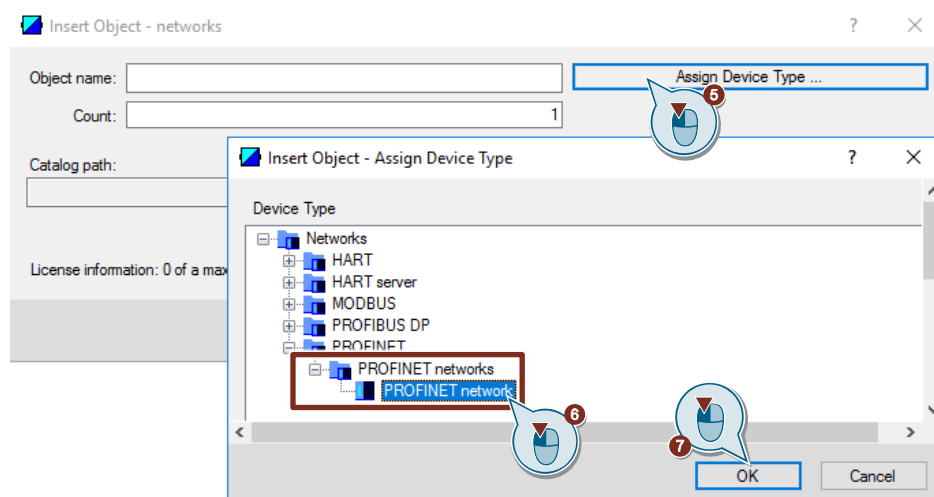 Insert Object - networks
Object name:
Assign Device Type ...
5
Count:
1
Catalog path:
Insert Object - Assign Device Type
Device Type
Networks
HART
HART server
License information: 0 of a max
MODBUS
PROFIBUS DP
PROFINET
PROFINET networks
PROFINET network
6
7
OK
Cancel